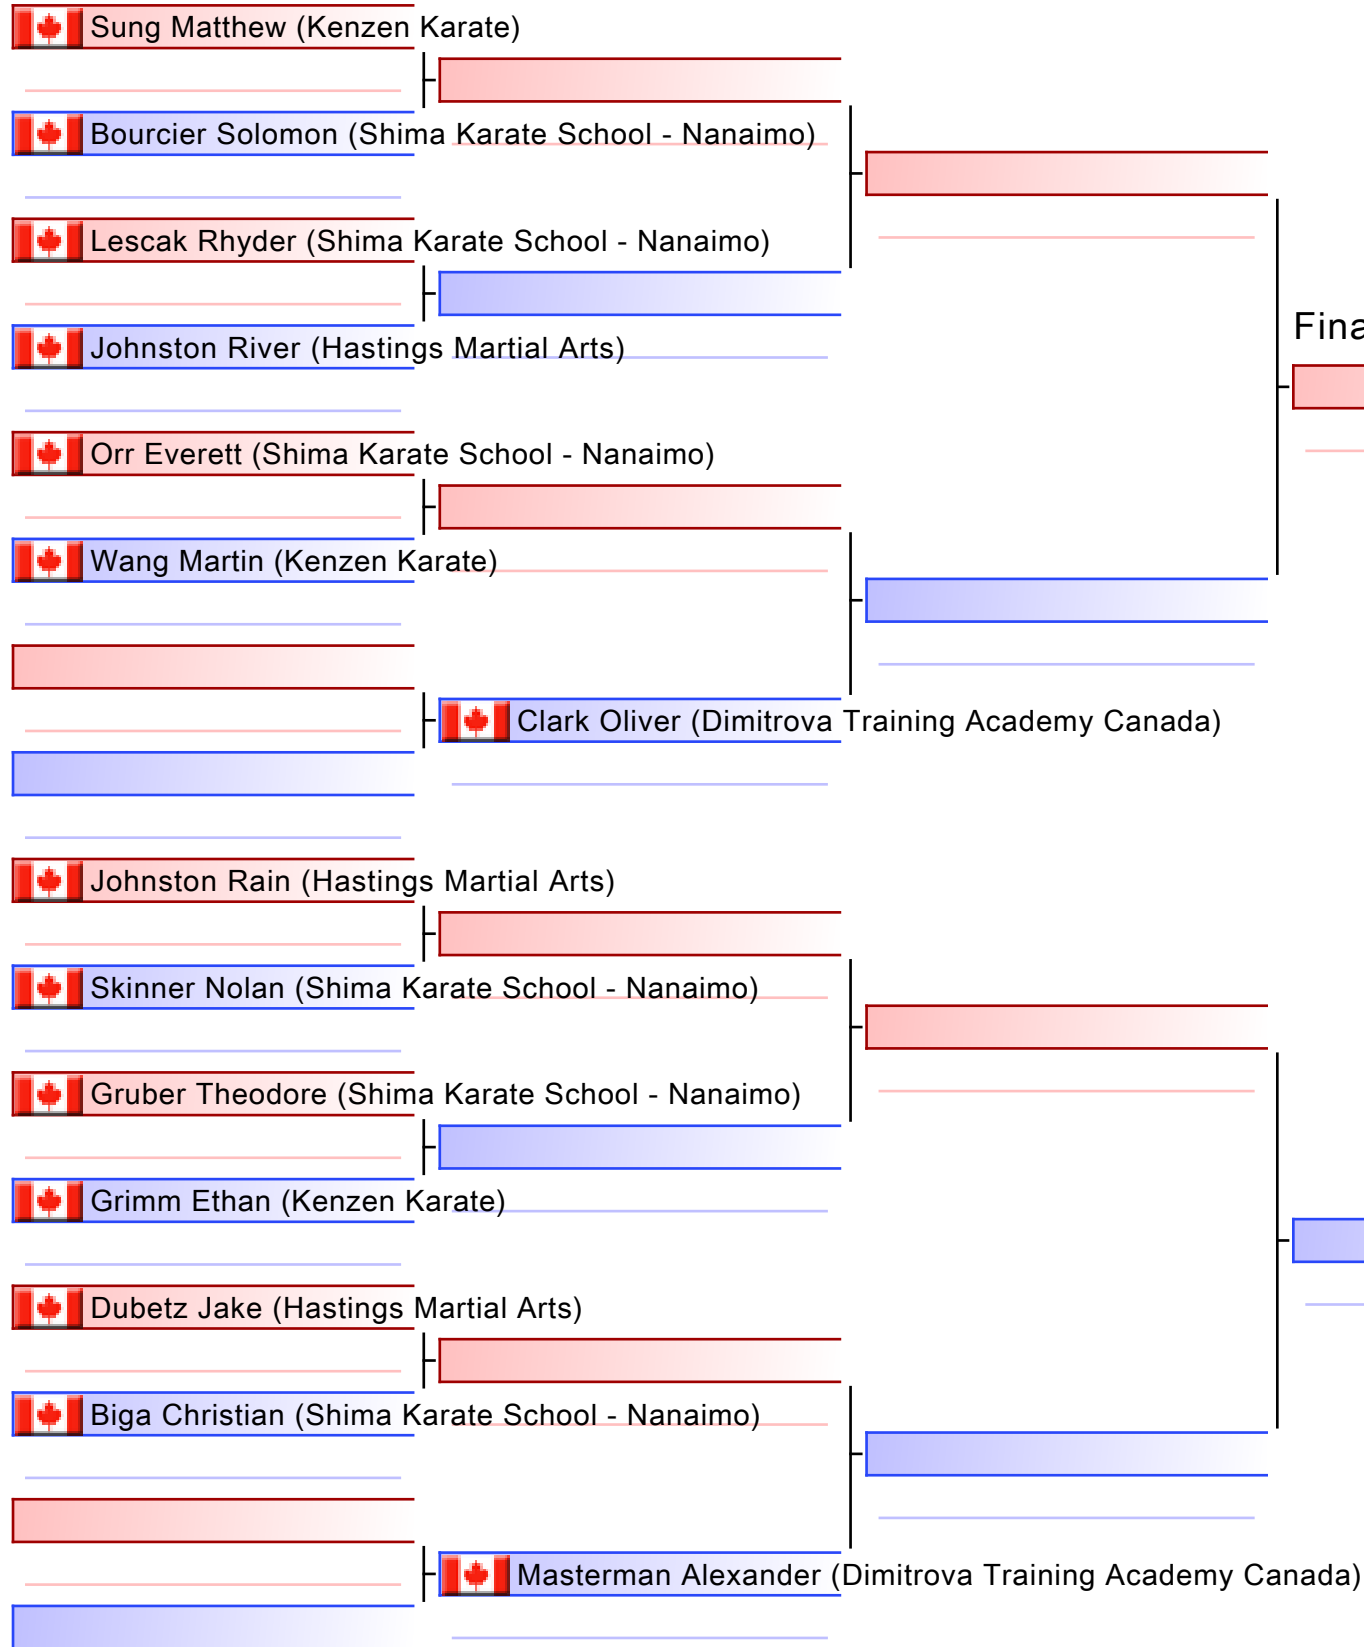 Sung Matthew (Kenzen Karate)
Bourcier Solomon (Shima Karate School - Nanaimo)
Lescak Rhyder (Shima Karate School - Nanaimo)
Fina
Johnston River (Hastings Martial Arts)
Orr Everett (Shima Karate School - Nanaimo)
Wang Martin (Kenzen Karate)
Clark Oliver (Dimitrova Training Academy Canada)
Johnston Rain (Hastings Martial Arts)
Skinner Nolan (Shima Karate School - Nanaimo)
Gruber Theodore (Shima Karate School - Nanaimo)
Grimm Ethan (Kenzen Karate)
Dubetz Jake (Hastings Martial Arts)
Biga Christian (Shima Karate School - Nanaimo)
Masterman Alexander (Dimitrova Training Academy Canada)